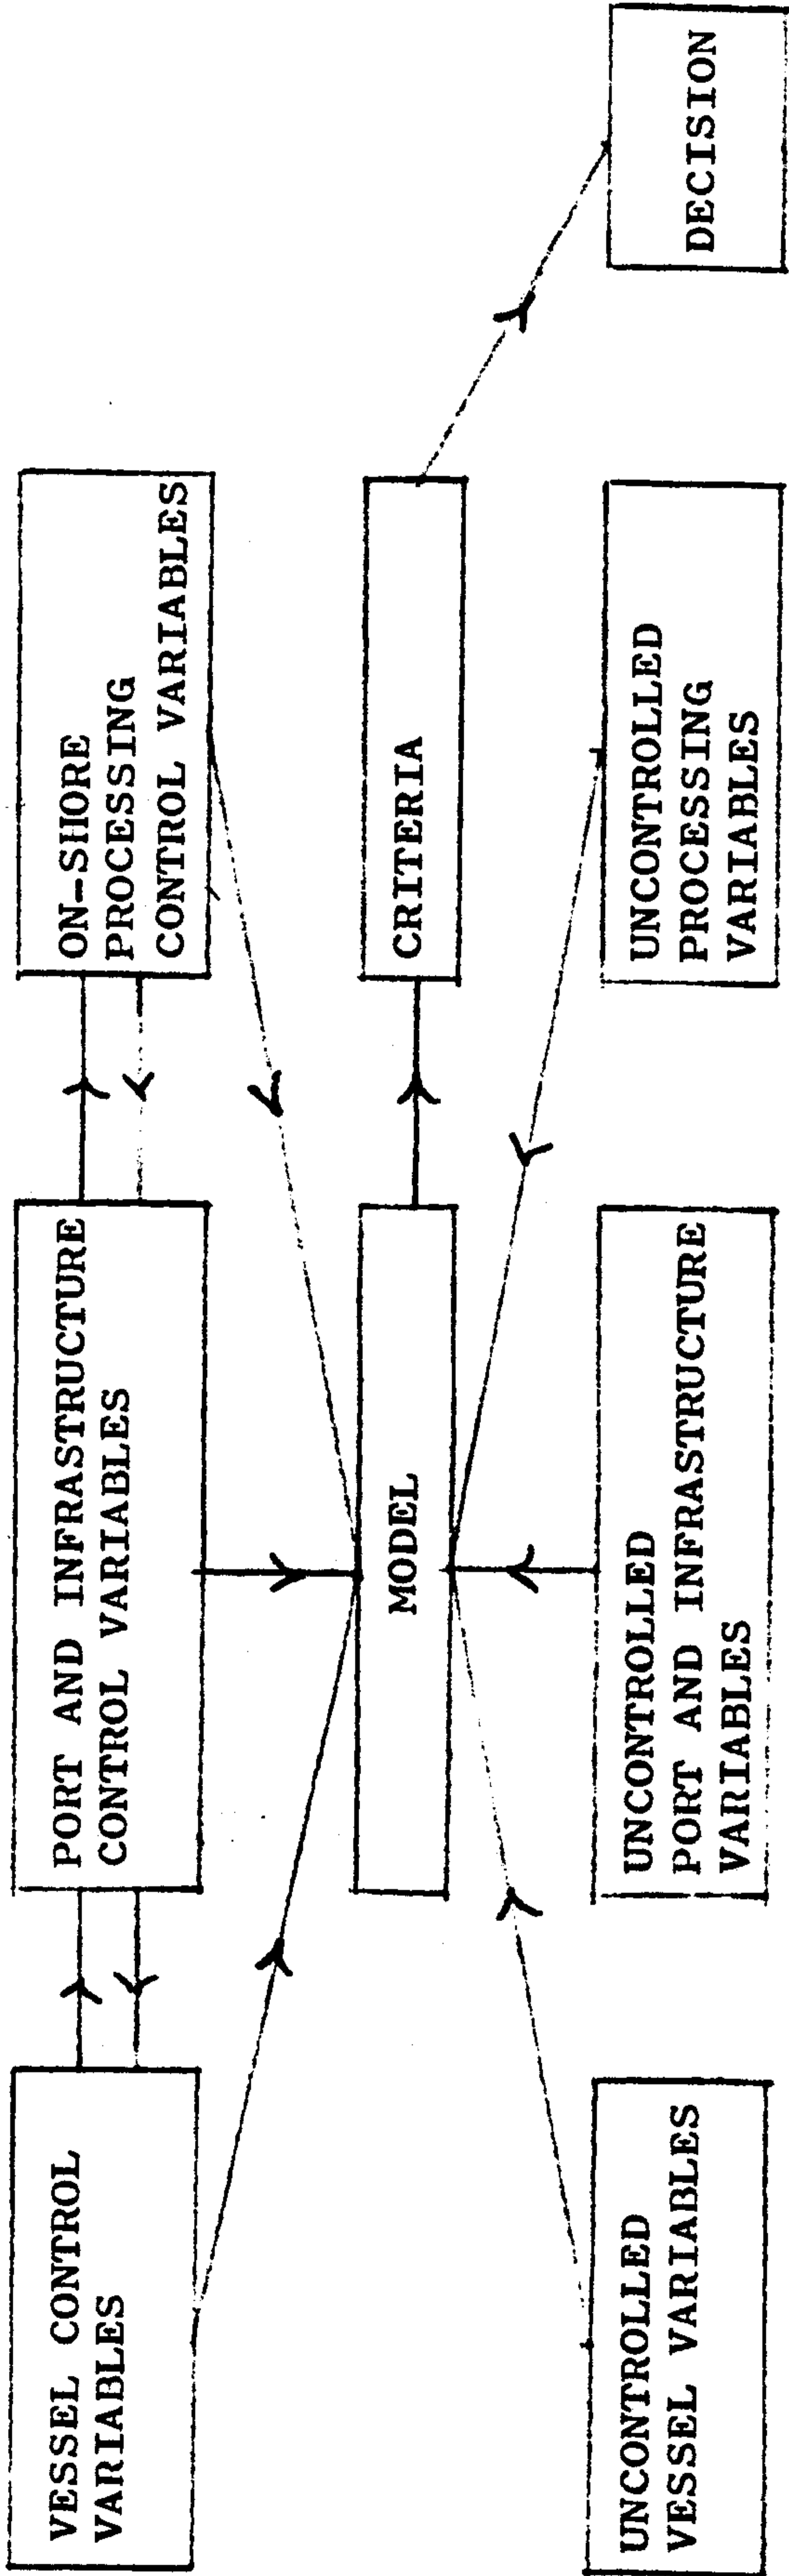 VESSEL CONTROL
VARIABLES
PORT AND INFRASTRUCTURE
CONTROL VARIABLES
ON-SHORE
PROCESSING
CONTROL VARIABLES
MODEL
CRITERIA
DECISION
UNCONTROLLED
VESSEL VARIABLES
UNCONTROLLED
PORT AND INFRASTRUCTURE
VARIABLES
UNCONTROLLED
PROCESSING
VARIABLES